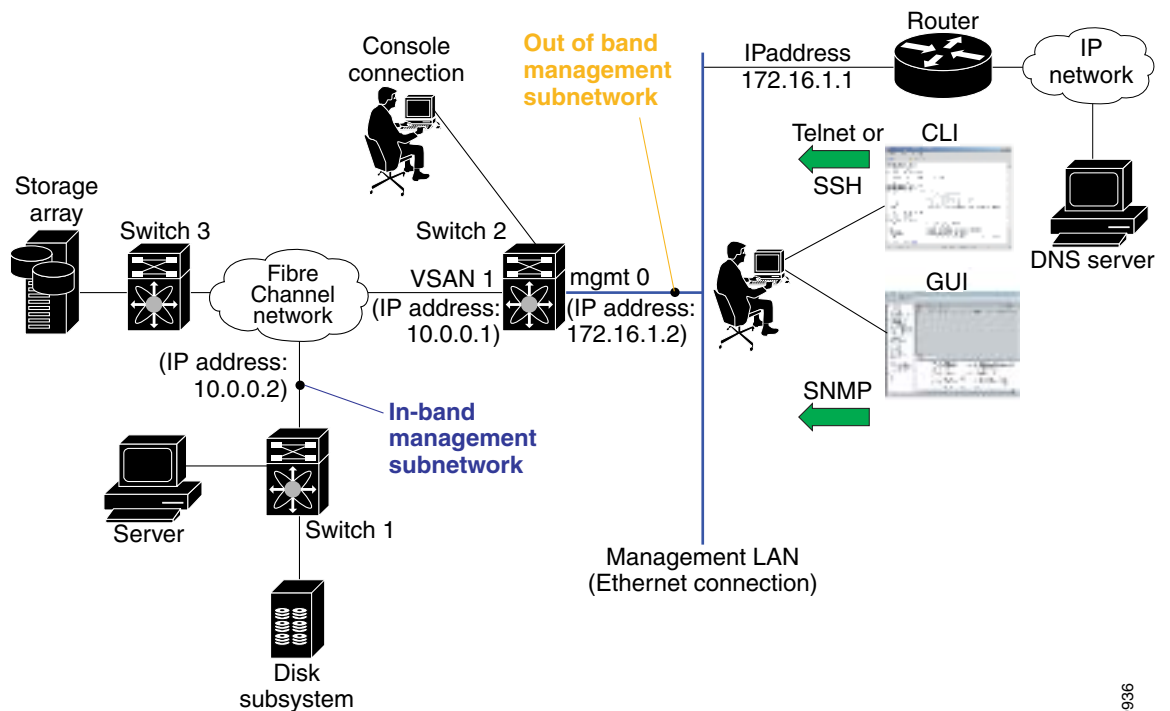 Router
Console
connection
Out of band
management
subnetwork
IPaddress
172.16.1.1
IP
network
Telnet or
SSH
CLI
Storage
array
Switch 3
Switch 2
DNS server
Fibre
Channel
network
VSAN 1
(IP address:
10.0.0.1)
mgmt 0
(IP address:
172.16.1.2)
GUI
(IP address:
10.0.0.2)
SNMP
In-band
management
subnetwork
Server
Switch 1
Management LAN
(Ethernet connection)
Disk
subsystem
936